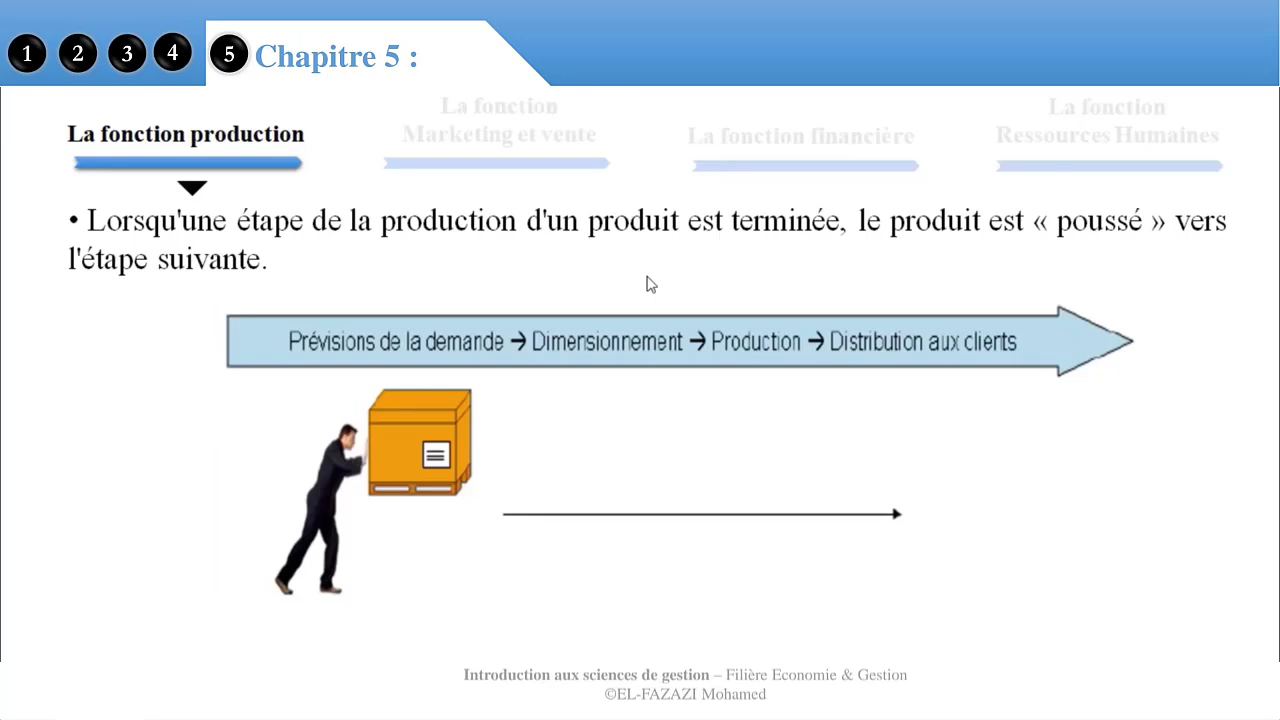 1 2 3 4 5 Chapitre 5 :
La fonction production
La fonction
Marketing et vente
La fonction financière
La fonction
Ressources Humaines
• Lorsqu'une étape de la production d'un produit est terminée, le produit est « poussé » vers
l'étape suivante.
Prévisions de la demande → Dimensionnement → Production → Distribution aux clients
Introduction aux sciences de gestion – Filière Economie & Gestion
©EL-FAZAZI Mohamed